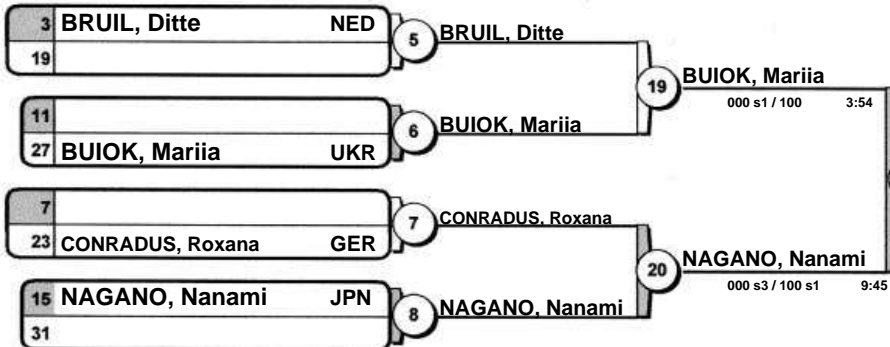 3 BRUIL, Ditte NED
19
5 BRUIL, Ditte
11
27 BUIOK, Mariia UKR
6 BUIOK, Mariia
19 BUIOK, Mariia
000 s1 / 100 3:54
7
23 CONRADUS, Roxana GER
7 CONRADUS, Roxana
15 NAGANO, Nanami JPN
31
8 NAGANO, Nanami
20 NAGANO, Nanami
000 s3 / 100 s1 9:45